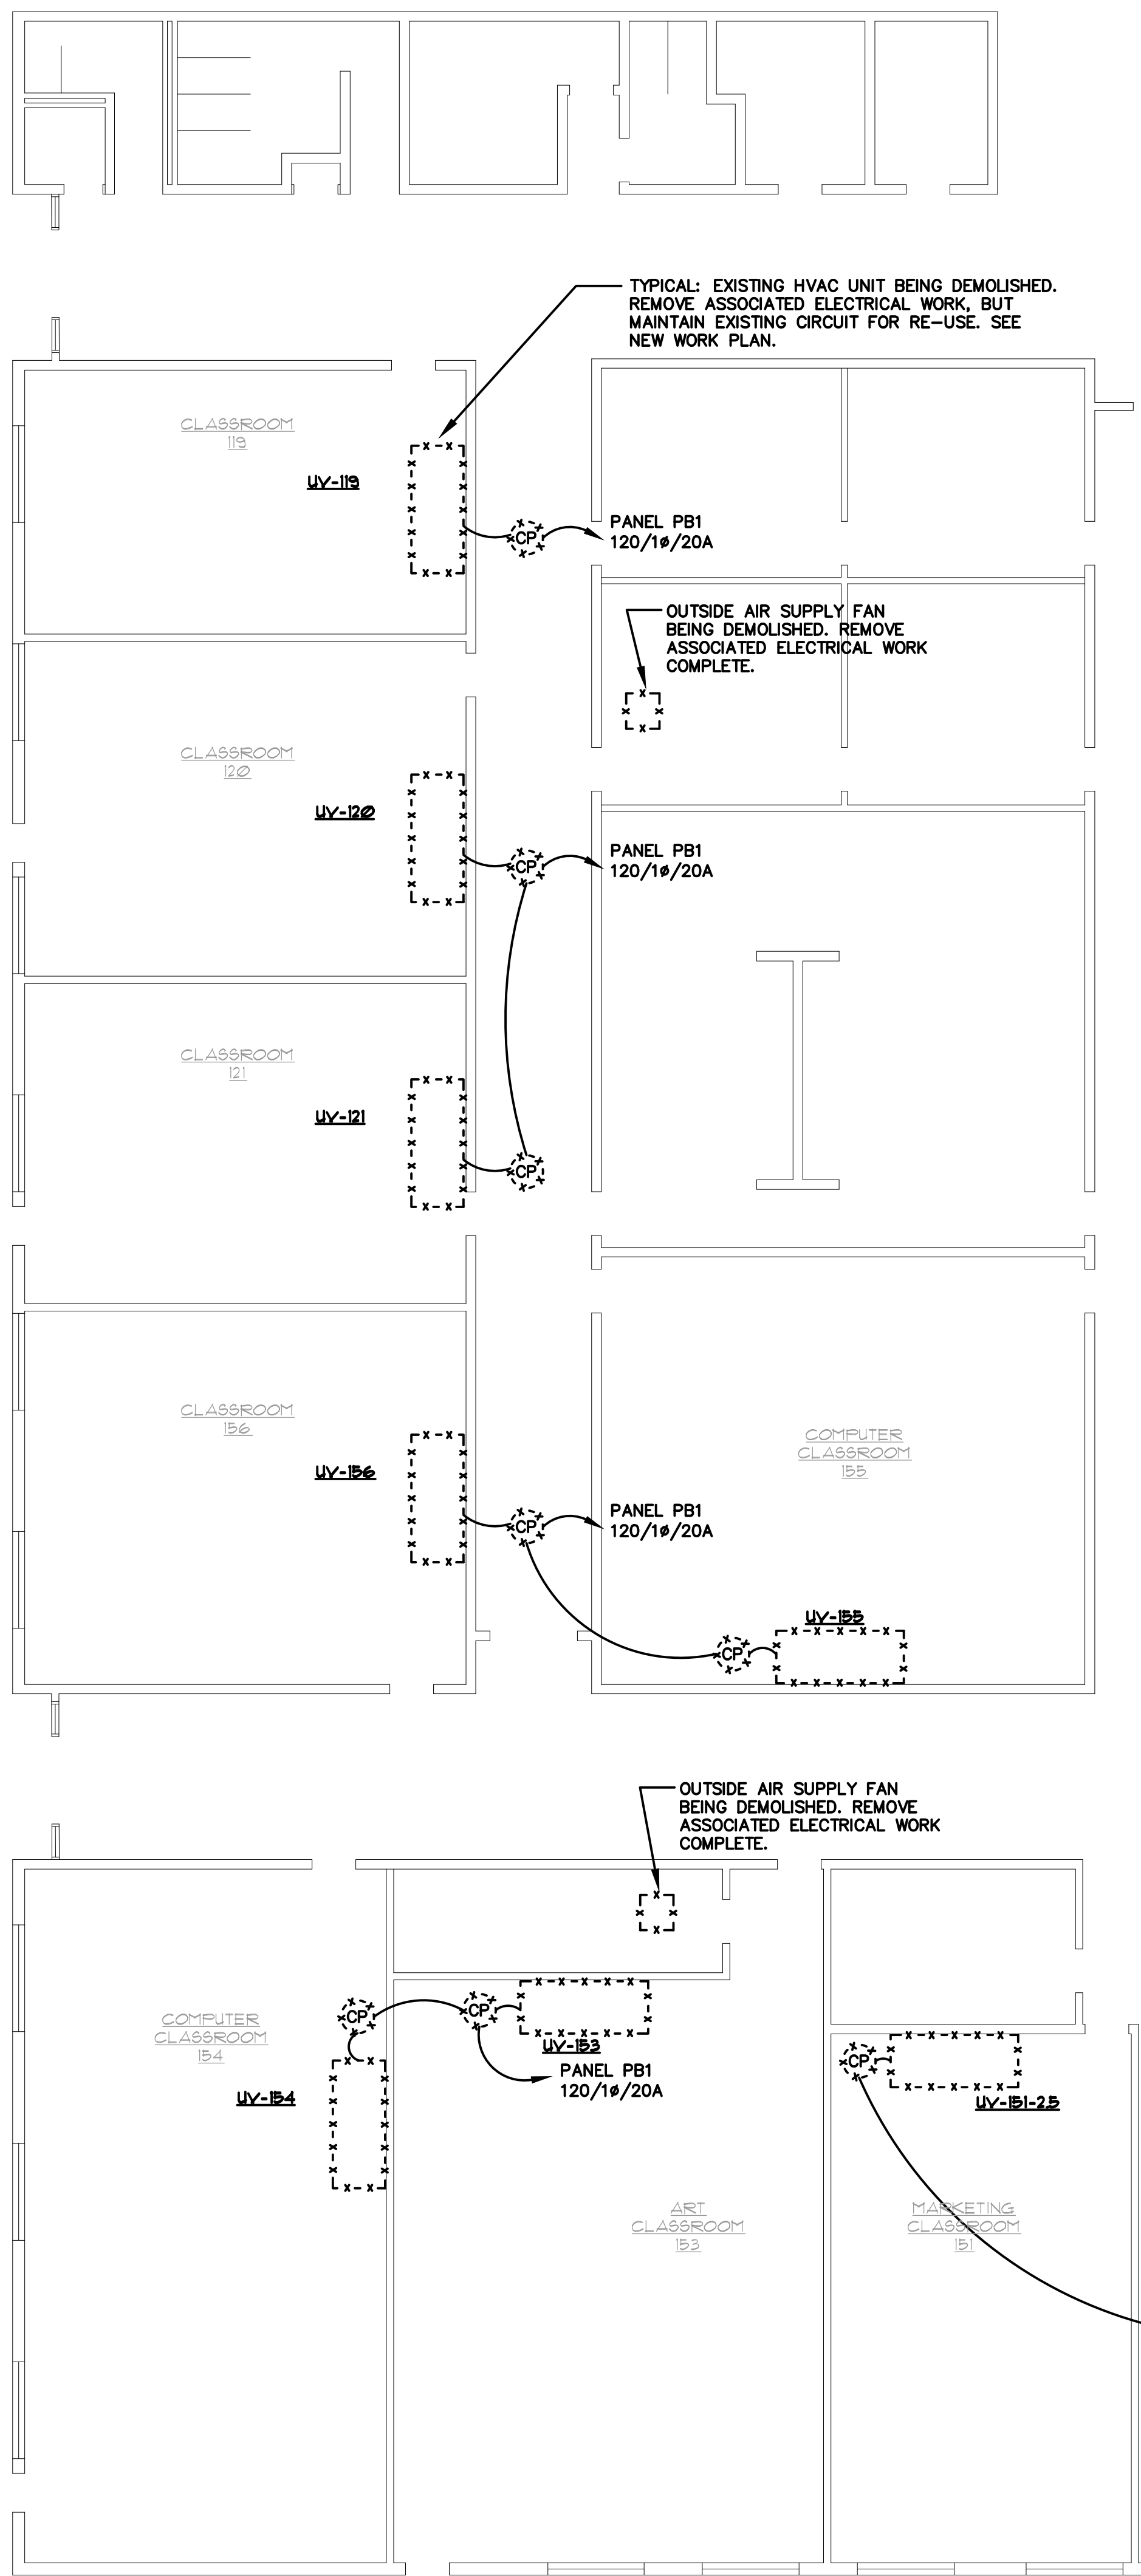 TYPICAL: EXISTING HVAC UNIT BEING DEMOLISHED.
REMOVE ASSOCIATED ELECTRICAL WORK, BUT
MAINTAIN EXISTING CIRCUIT FOR RE-USE. SEE
NEW WORK PLAN.
CLASSROOM
119
UV-119
CP
PANEL PB1
120/1ø/20A
OUTSIDE AIR SUPPLY FAN
BEING DEMOLISHED. REMOVE
ASSOCIATED ELECTRICAL WORK
COMPLETE.
CLASSROOM
120
UV-120
CP
PANEL PB1
120/1ø/20A
CLASSROOM
121
UV-121
CP
CLASSROOM
156
UV-156
CP
PANEL PB1
120/1ø/20A
COMPUTER
CLASSROOM
155
UV-155
CP
OUTSIDE AIR SUPPLY FAN
BEING DEMOLISHED. REMOVE
ASSOCIATED ELECTRICAL WORK
COMPLETE.
COMPUTER
CLASSROOM
154
UV-154
CP
CP
UV-153
PANEL PB1
120/1ø/20A
CP
UV-151-2.5
ART
CLASSROOM
153
MARKETING
CLASSROOM
151